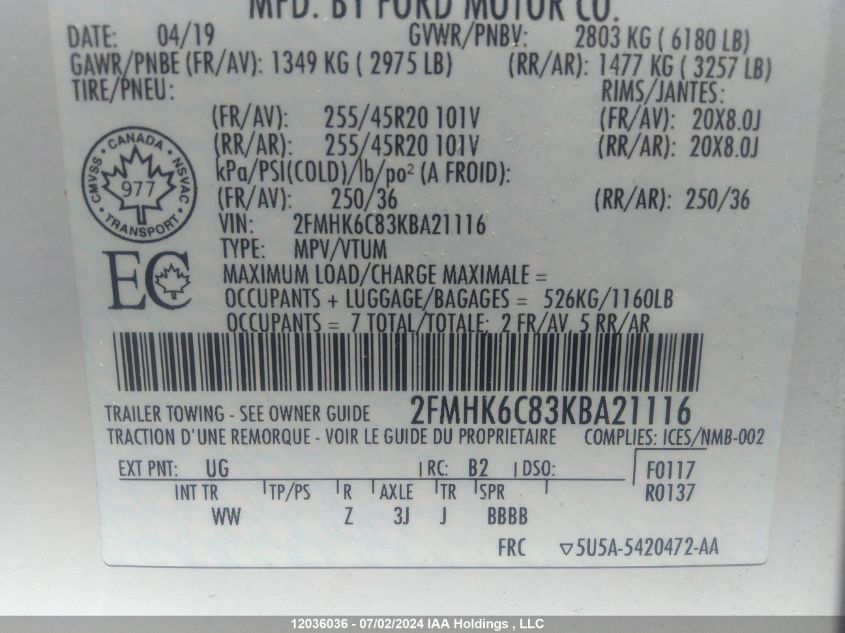 MFD. BY FORD MOTOR CO.
DATE: 04/19 GVWR/PNBV: 2803 KG ( 6180 LB)
GAWR/PNBE (FR/AV): 1349 KG ( 2975 LB) (RR/AR): 1477 KG ( 3257 LB)
TIRE/PNEU: RIMS/JANTES:
(FR/AV): 255/45R20 101V (FR/AV): 20X8.0J
(RR/AR): 255/45R20 101V (RR/AR): 20X8.0J
kPa/PSI(COLD)/lb/po² (A FROID):
(FR/AV): 250/36 (RR/AR): 250/36
CANADA
CMVSS NSVAC
977
TRANSPORT
VIN: 2FMHK6C83KBA21116
TYPE: MPV/VTUM
EC
MAXIMUM LOAD/CHARGE MAXIMALE =
OCCUPANTS + LUGGAGE/BAGAGES = 526KG/1160LB
OCCUPANTS = 7 TOTAL/TOTALE; 2 FR/AV, 5 RR/AR
TRAILER TOWING - SEE OWNER GUIDE 2FMHK6C83KBA21116
TRACTION D'UNE REMORQUE - VOIR LE GUIDE DU PROPRIETAIRE COMPLIES: ICES/NMB-002
EXT PNT: UG RC: B2 DSO: F0117
INT TR TP/PS R AXLE TR SPR R0137
WW Z 3J J BBBB
FRC ▽5U5A-5420472-AA
12036036 - 07/02/2024 IAA Holdings , LLC